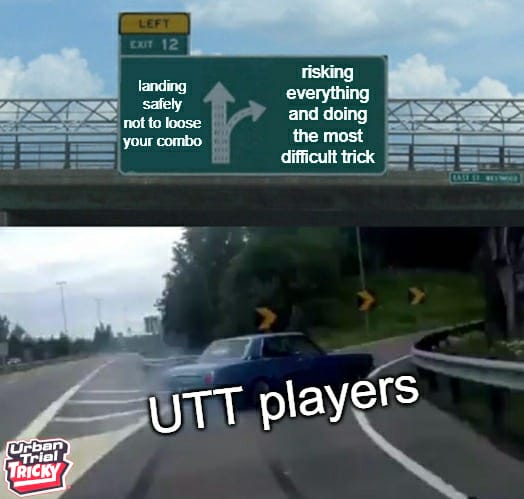 LEFT
EXIT 12
landing
safely
not to loose
your combo
risking
everything
and doing
the most
difficult trick
UTT players
Urban
Trial
TRICKY